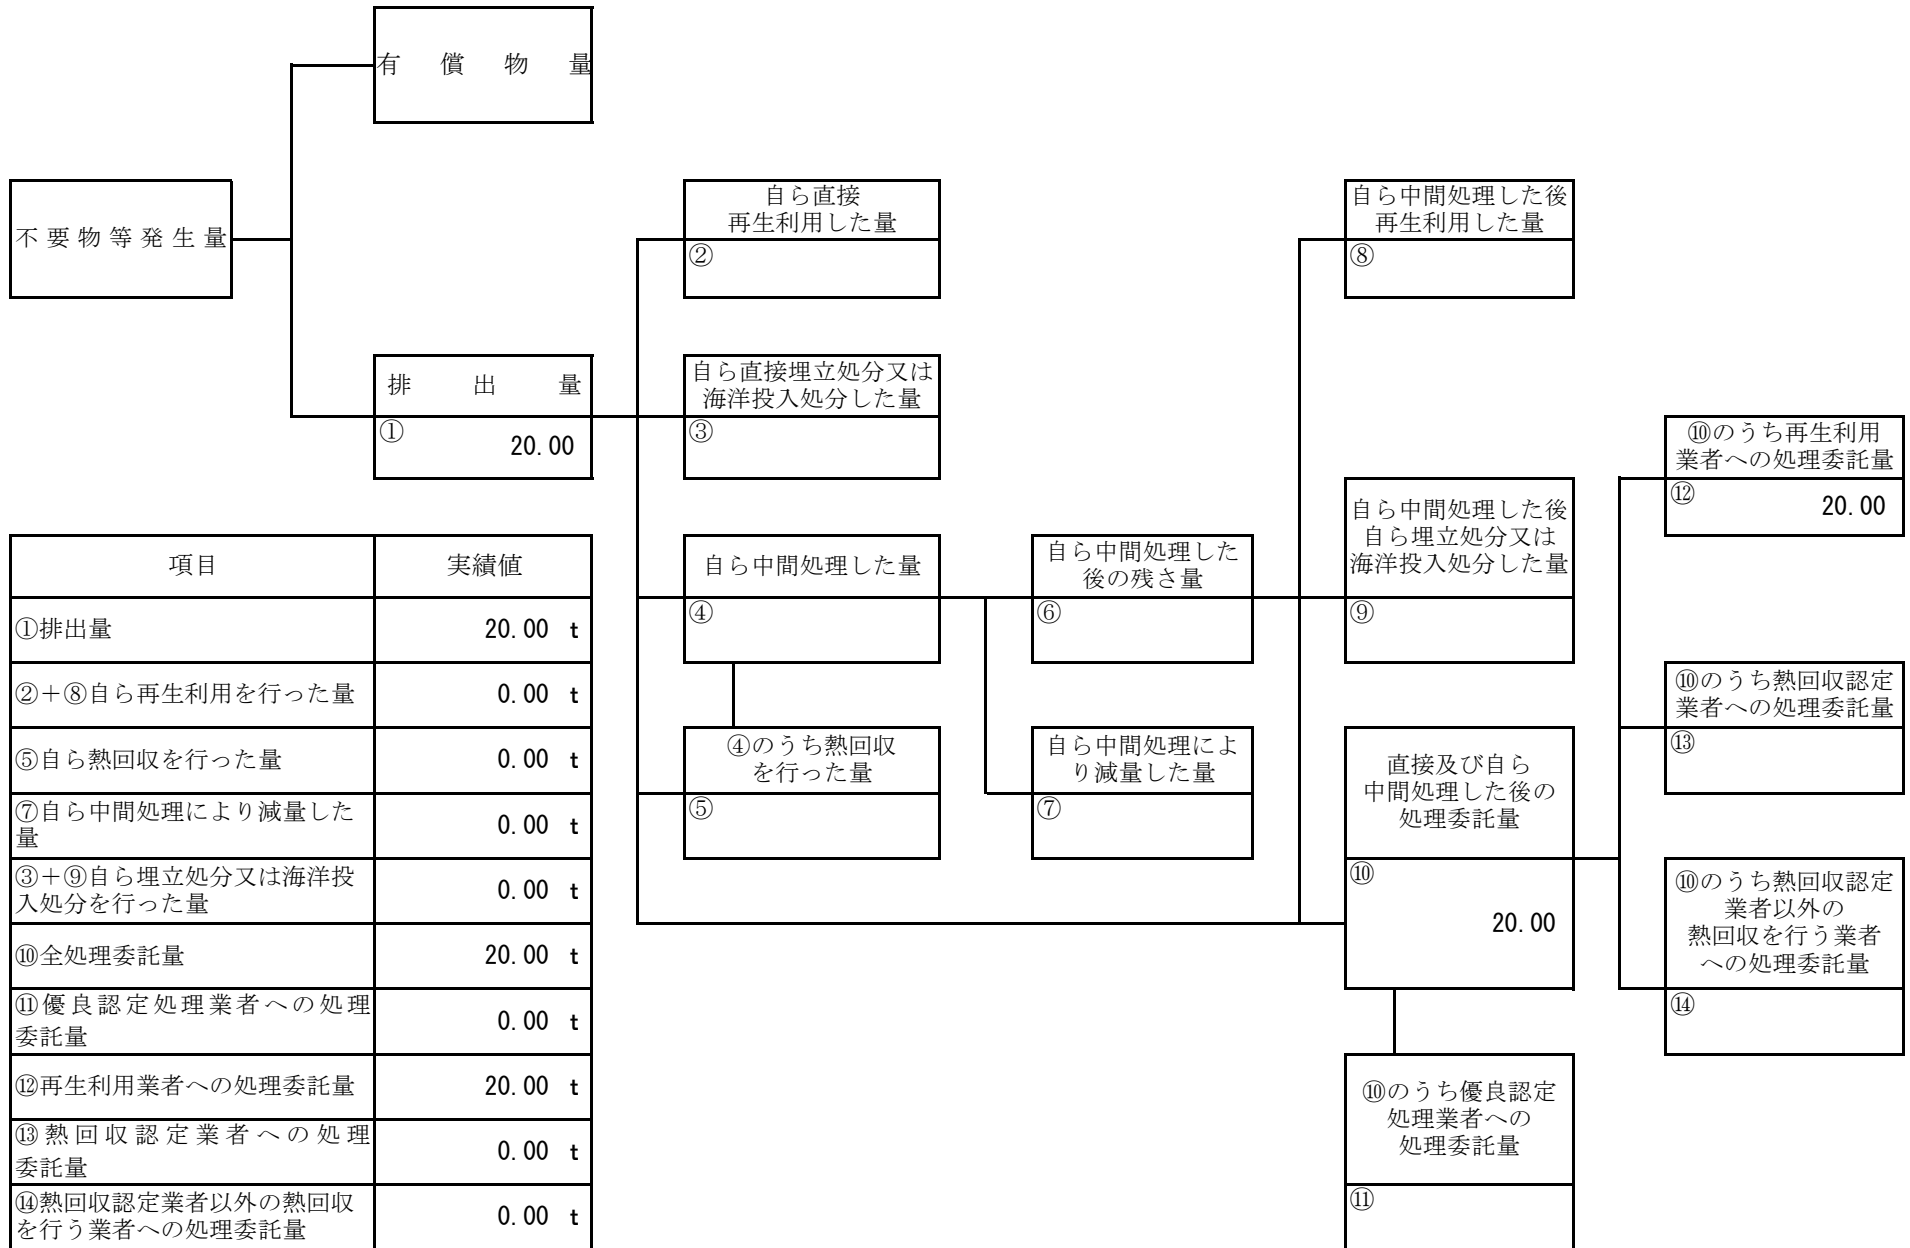 有償物量
不要物等発生量
自ら直接
再生利用した量
②
自ら中間処理した後
再生利用した量
⑧
排出量
①
20.00
自ら直接埋立処分又は
海洋投入処分した量
③
⑩のうち再生利用
業者への処理委託量
⑫
20.00
自ら中間処理した量
④
自ら中間処理した
後の残さ量
⑥
自ら中間処理した後
自ら埋立処分又は
海洋投入処分した量
⑨
④のうち熱回収
を行った量
⑤
自ら中間処理によ
り減量した量
⑦
直接及び自ら
中間処理した後の
処理委託量
⑩
20.00
⑩のうち熱回収認定
業者への処理委託量
⑬
⑩のうち熱回収認定
業者以外の
熱回収を行う業者
への処理委託量
⑭
⑩のうち優良認定
処理業者への
処理委託量
⑪
項目 実績値
①排出量 20.00 t
②＋⑧自ら再生利用を行った量 0.00 t
⑤自ら熱回収を行った量 0.00 t
⑦自ら中間処理により減量した
量 0.00 t
③＋⑨自ら埋立処分又は海洋投
入処分を行った量 0.00 t
⑩全処理委託量 20.00 t
⑪優良認定処理業者への処理
委託量 0.00 t
⑫再生利用業者への処理委託量 20.00 t
⑬熱回収認定業者への処理
委託量 0.00 t
⑭熱回収認定業者以外の熱回収
を行う業者への処理委託量 0.00 t